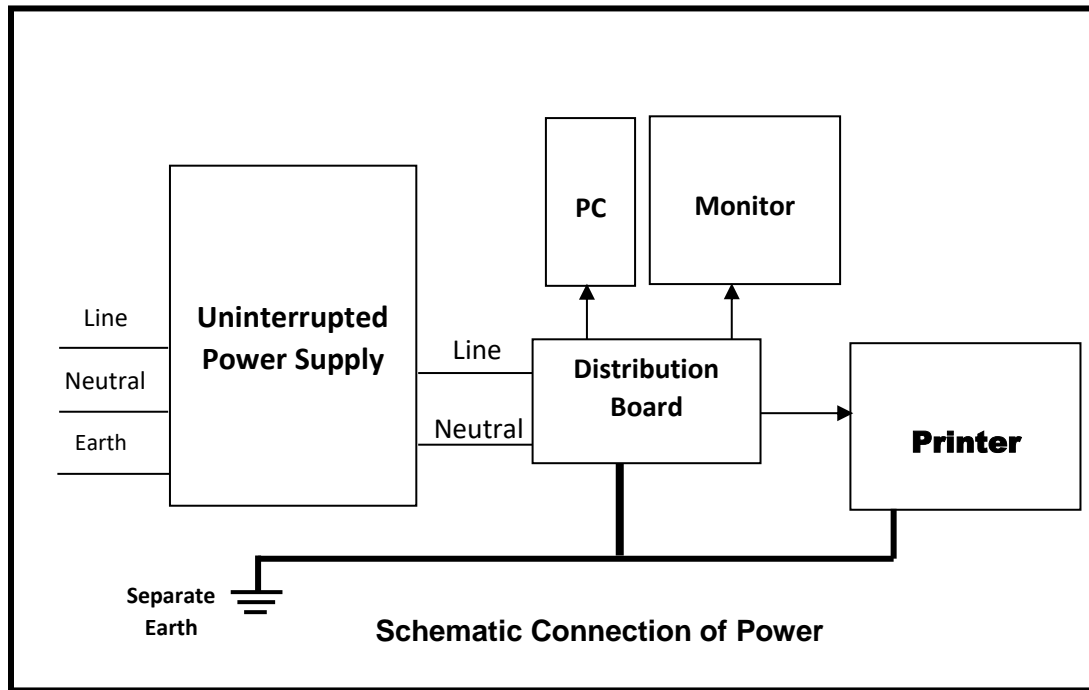 PC
Monitor
Line
Uninterrupted
Power Supply
Neutral
Earth
Line
Neutral
Distribution
Board
Printer
Separate
Earth
Schematic Connection of Power